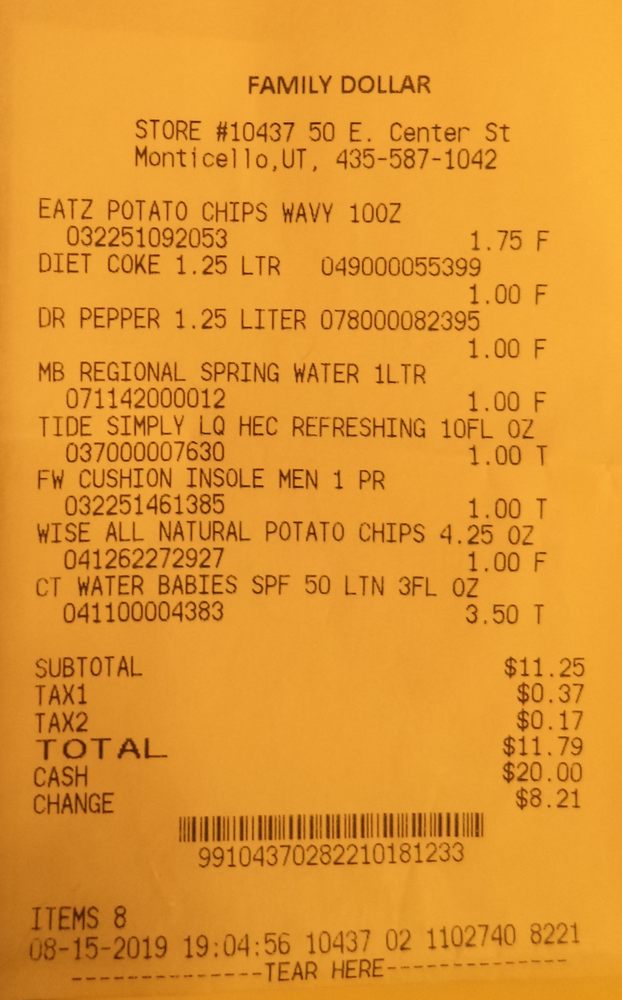 FAMILY DOLLAR
STORE #10437 50 E. Center St
Monticello,UT, 435-587-1042
EATZ POTATO CHIPS WAVY 10OZ
032251092053 1.75 F
DIET COKE 1.25 LTR 049000055399
1.00 F
DR PEPPER 1.25 LITER 078000082395
1.00 F
MB REGIONAL SPRING WATER 1LTR
071142000012 1.00 F
TIDE SIMPLY LQ HEC REFRESHING 10FL OZ
037000007630 1.00 T
FW CUSHION INSOLE MEN 1 PR
032251461385 1.00 T
WISE ALL NATURAL POTATO CHIPS 4.25 OZ
041262272927 1.00 F
CT WATER BABIES SPF 50 LTN 3FL OZ
041100004383 3.50 T
SUBTOTAL $11.25
TAX1 $0.37
TAX2 $0.17
TOTAL $11.79
CASH $20.00
CHANGE $8.21
99104370282210181233
ITEMS 8
08-15-2019 19:04:56 10437 02 1102740 8221
--------------TEAR HERE--------------